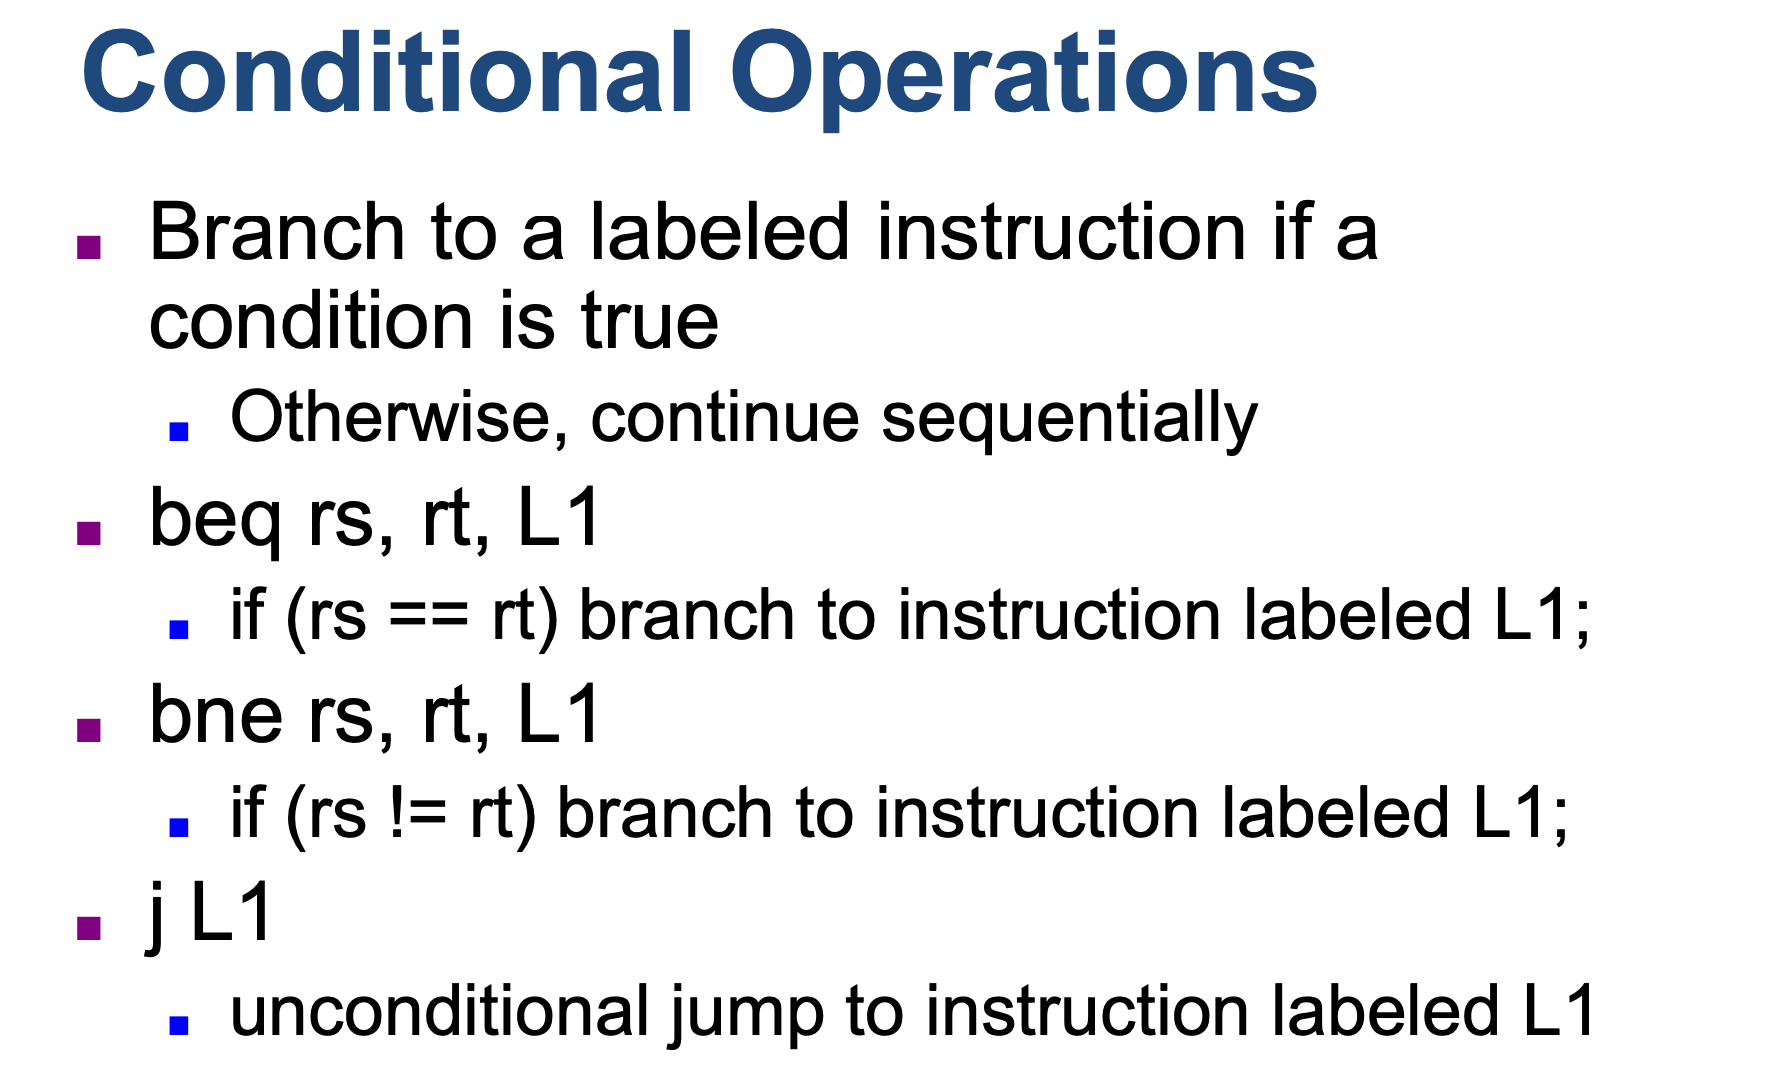 Conditional Operations
Branch to a labeled instruction if a
condition is true
Otherwise, continue sequentially
beq rs, rt, L1
if (rs == rt) branch to instruction labeled L1;
bne rs, rt, L1
if (rs != rt) branch to instruction labeled L1;
j L1
unconditional jump to instruction labeled L1